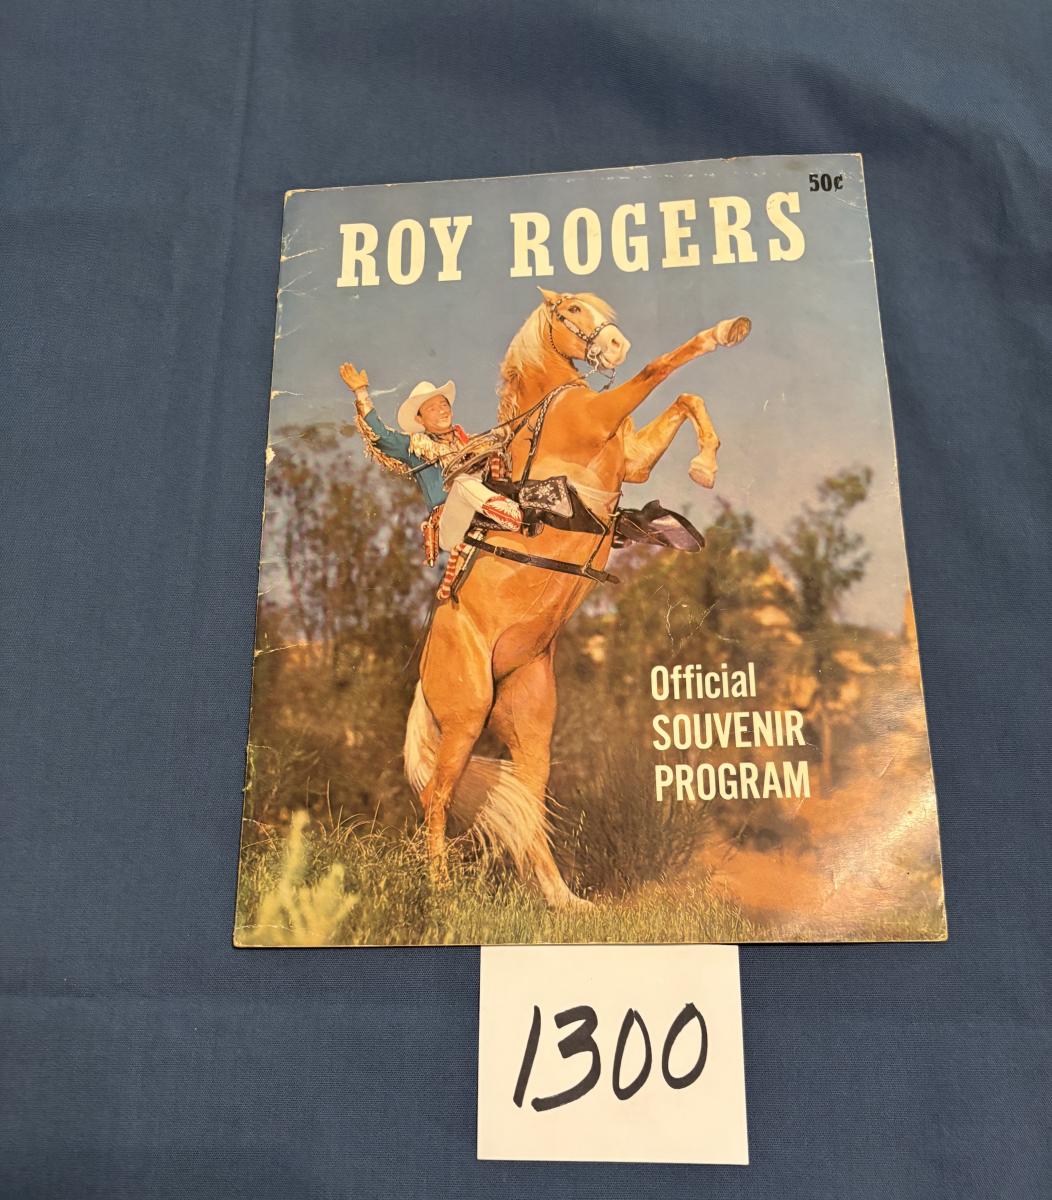 50¢
ROY ROGERS
Official
SOUVENIR
PROGRAM
1300